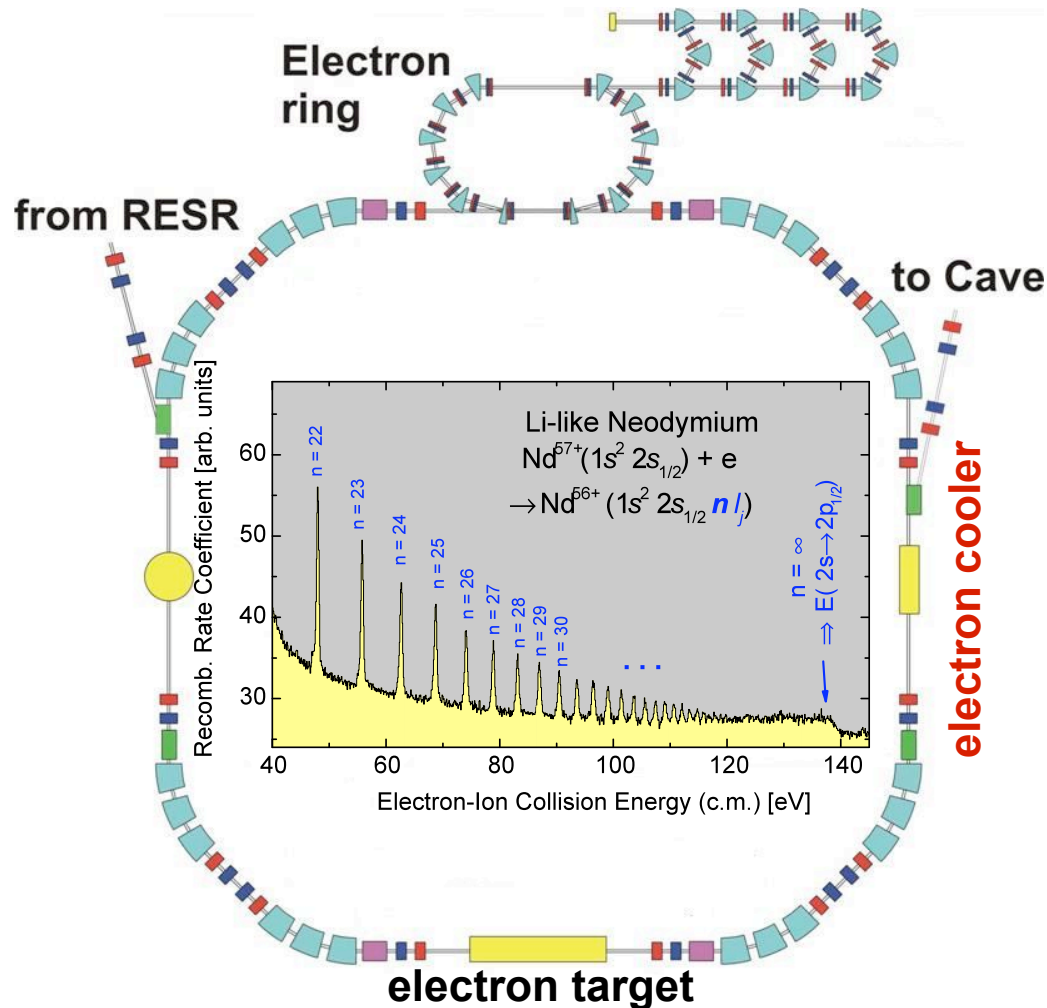 Electron
ring
from RESR
to Cave
Recomb. Rate Coefficient [arb. units]
60
50
40
30
Li-like Neodymium
Nd57+(1s2 2s1/2) + e
→Nd56+ (1s2 2s1/2 n lj)
n = 22
n = 23
n = 24
n = 25
n = 26
n = 27
n = 28
n = 29
n = 30
. . .
n = ∞
⇒ E( 2s→2p1/2)
40
60
80
100
120
140
Electron-Ion Collision Energy (c.m.) [eV]
electron cooler
electron target